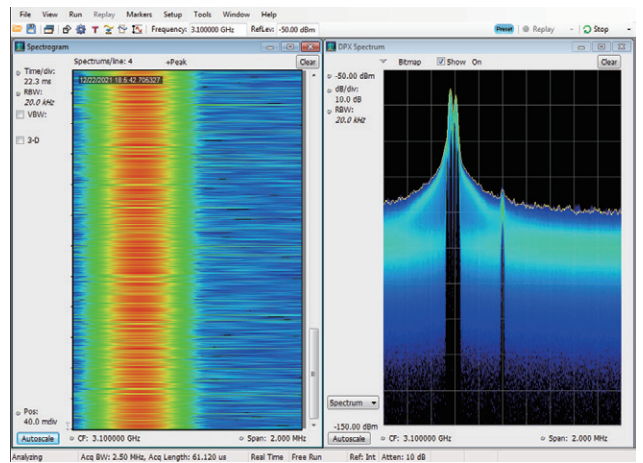 File View Run Replay Markers Setup Tools Window Help
Frequency: 3.100000 GHz RefLev: -50.00 dBm Preset Replay Stop
Spectrogram
Spectrums/line: 4 +Peak Clear
Time/div:
22.3 ms
RBW:
20.0 kHz
VBW:
3-D
12/22/2021 18:6:42.706327
Pos:
40.0 mdiv
Autoscale CF: 3.100000 GHz Span: 2.000 MHz
DPX Spectrum
Bitmap Show On Clear
-50.00 dBm
dB/div:
10.0 dB
RBW:
20.0 kHz
Spectrum
-150.00 dBm
Autoscale CF: 3.100000 GHz Span: 2.000 MHz
Analyzing Acq BW: 2.50 MHz, Acq Length: 61.120 us Real Time Free Run Ref: Int Atten: 10 dB